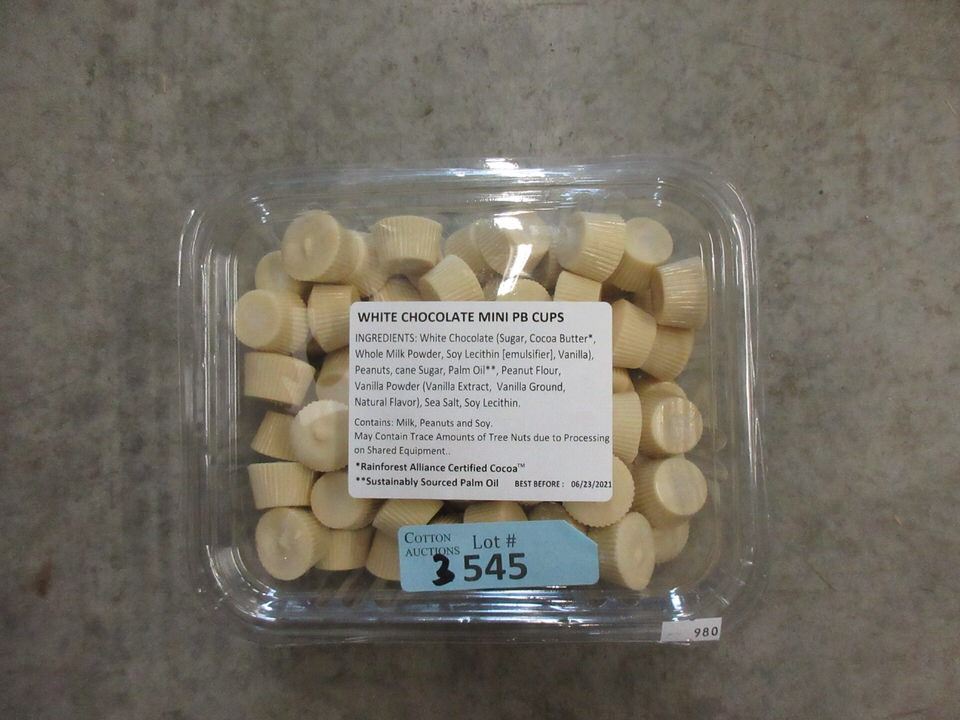 WHITE CHOCOLATE MINI PB CUPS
INGREDIENTS: White Chocolate (Sugar, Cocoa Butter*,
Whole Milk Powder, Soy Lecithin [emulsifier], Vanilla),
Peanuts, cane Sugar, Palm Oil**, Peanut Flour,
Vanilla Powder (Vanilla Extract, Vanilla Ground,
Natural Flavor), Sea Salt, Soy Lecithin.
Contains: Milk, Peanuts and Soy.
May Contain Trace Amounts of Tree Nuts due to Processing
on Shared Equipment..
*Rainforest Alliance Certified Cocoa™
**Sustainably Sourced Palm Oil BEST BEFORE : 06/23/2021
COTTON AUCTIONS Lot #
3 545
980